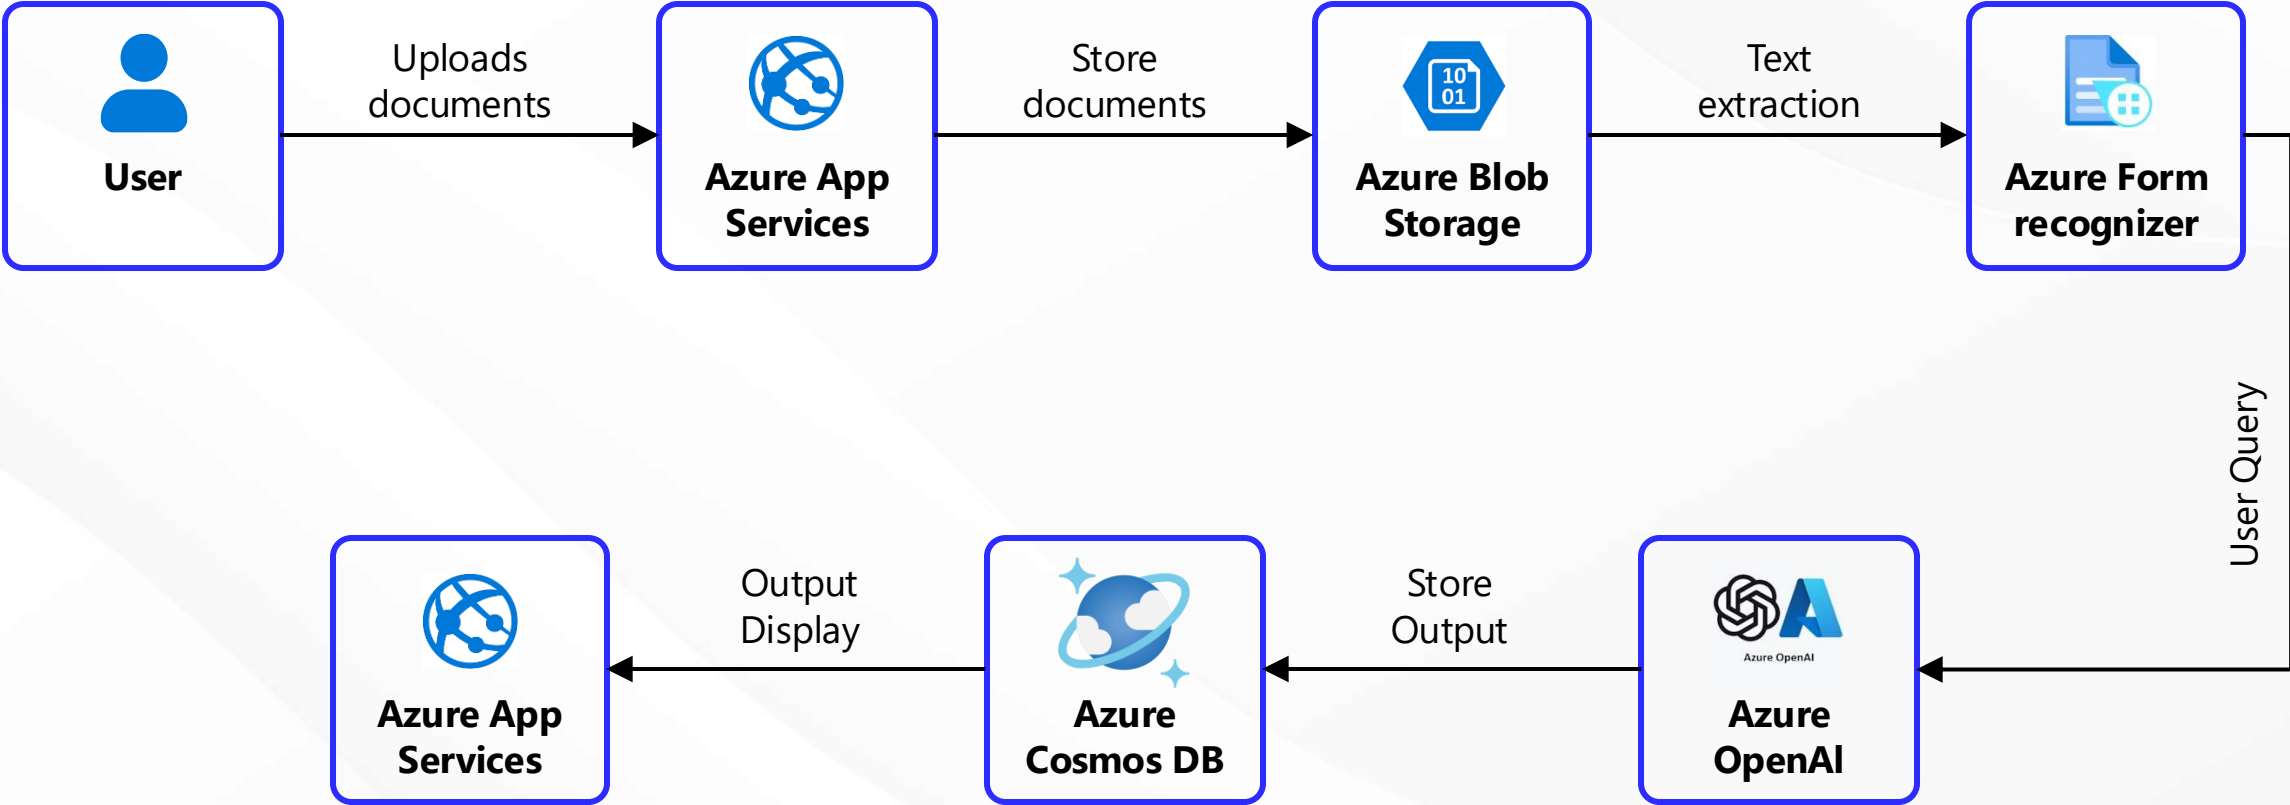 Uploads
documents
User
Azure App
Services
Store
documents
10
01
Azure Blob
Storage
Text
extraction
Azure Form
recognizer
User Query
Azure OpenAI
Azure
OpenAI
Store
Output
Azure
Cosmos DB
Output
Display
Azure App
Services